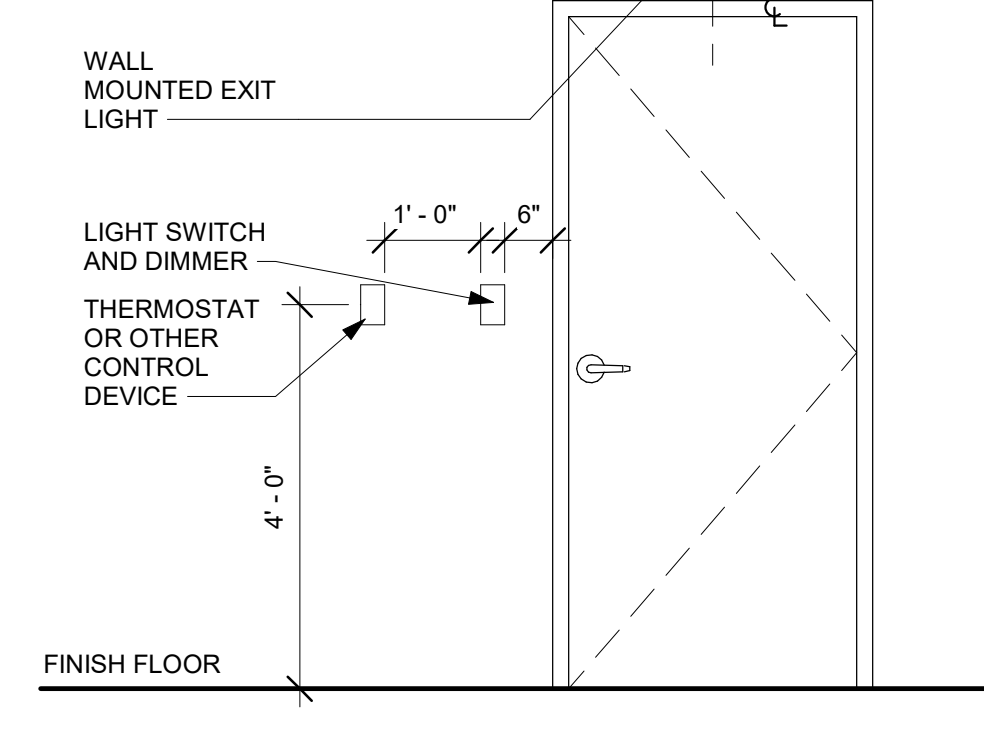 WALL
MOUNTED EXIT
LIGHT
1' - 0"
6"
LIGHT SWITCH
AND DIMMER
THERMOSTAT
OR OTHER
CONTROL
DEVICE
4' - 0"
FINISH FLOOR